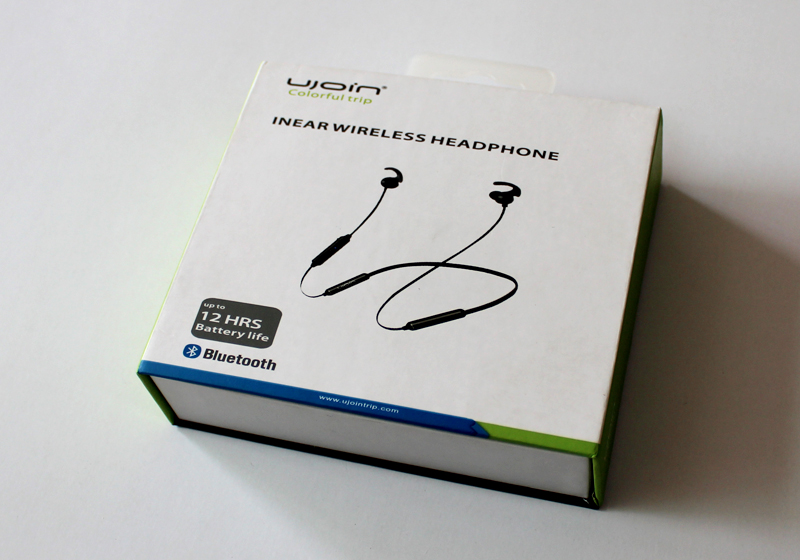 ujoin®
Colorful trip
INEAR WIRELESS HEADPHONE
up to
12 HRS
Battery life
Bluetooth
www.ujointrip.com